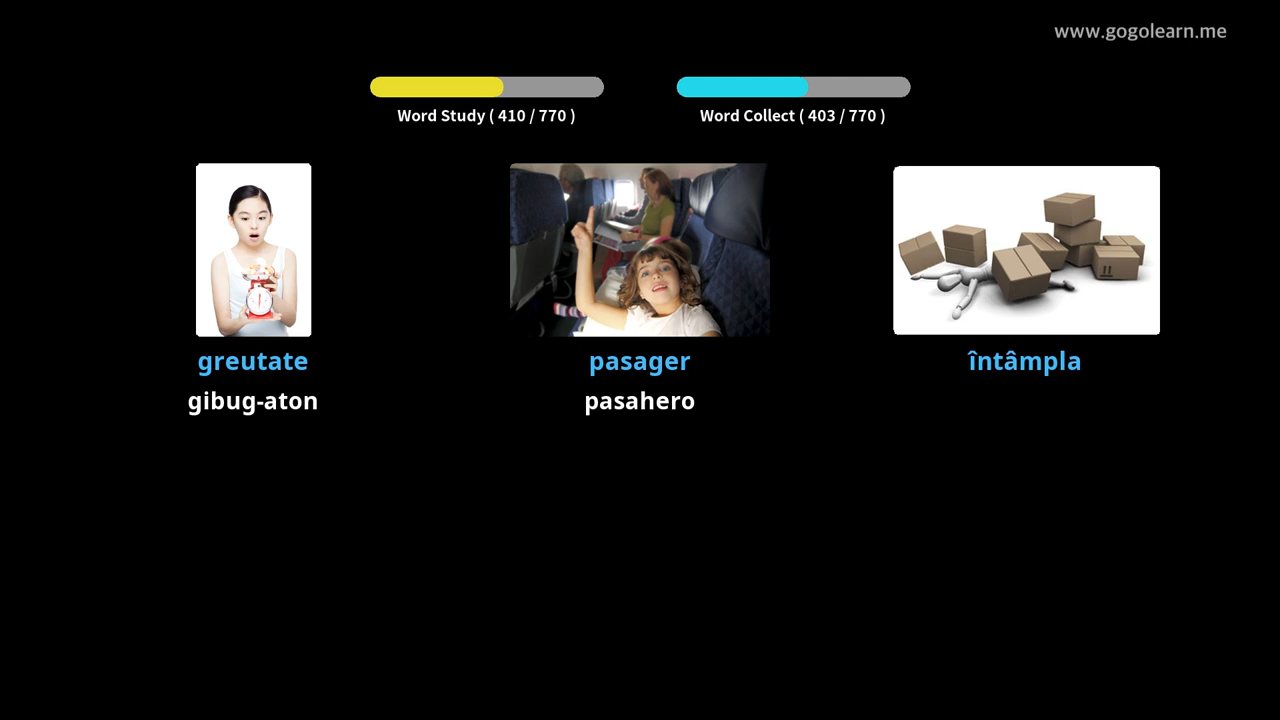 www.gogolearn.me
Word Study ( 410 / 770 )
Word Collect ( 403 / 770 )
greutate
pasager
întâmpla
gibug-aton
pasahero